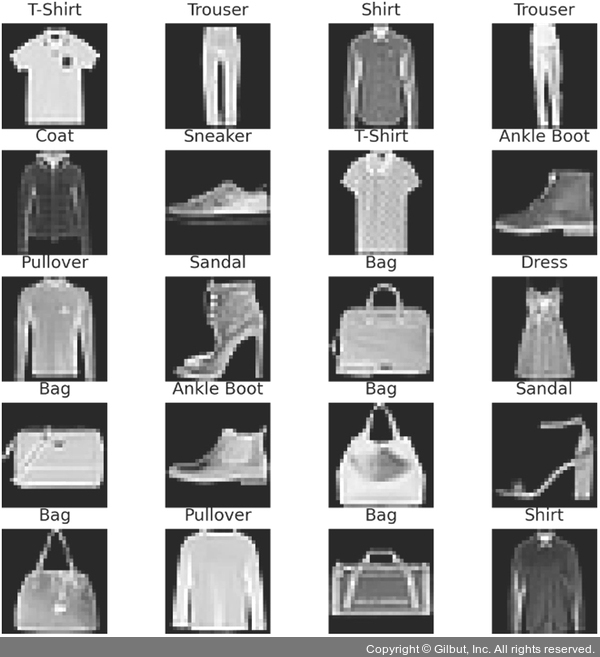 T-Shirt Trouser Shirt Trouser
Coat Sneaker T-Shirt Ankle Boot
Pullover Sandal Bag Dress
Bag Ankle Boot Bag Sandal
Bag Pullover Bag Shirt
Copyright © Gilbut, Inc. All rights reserved.